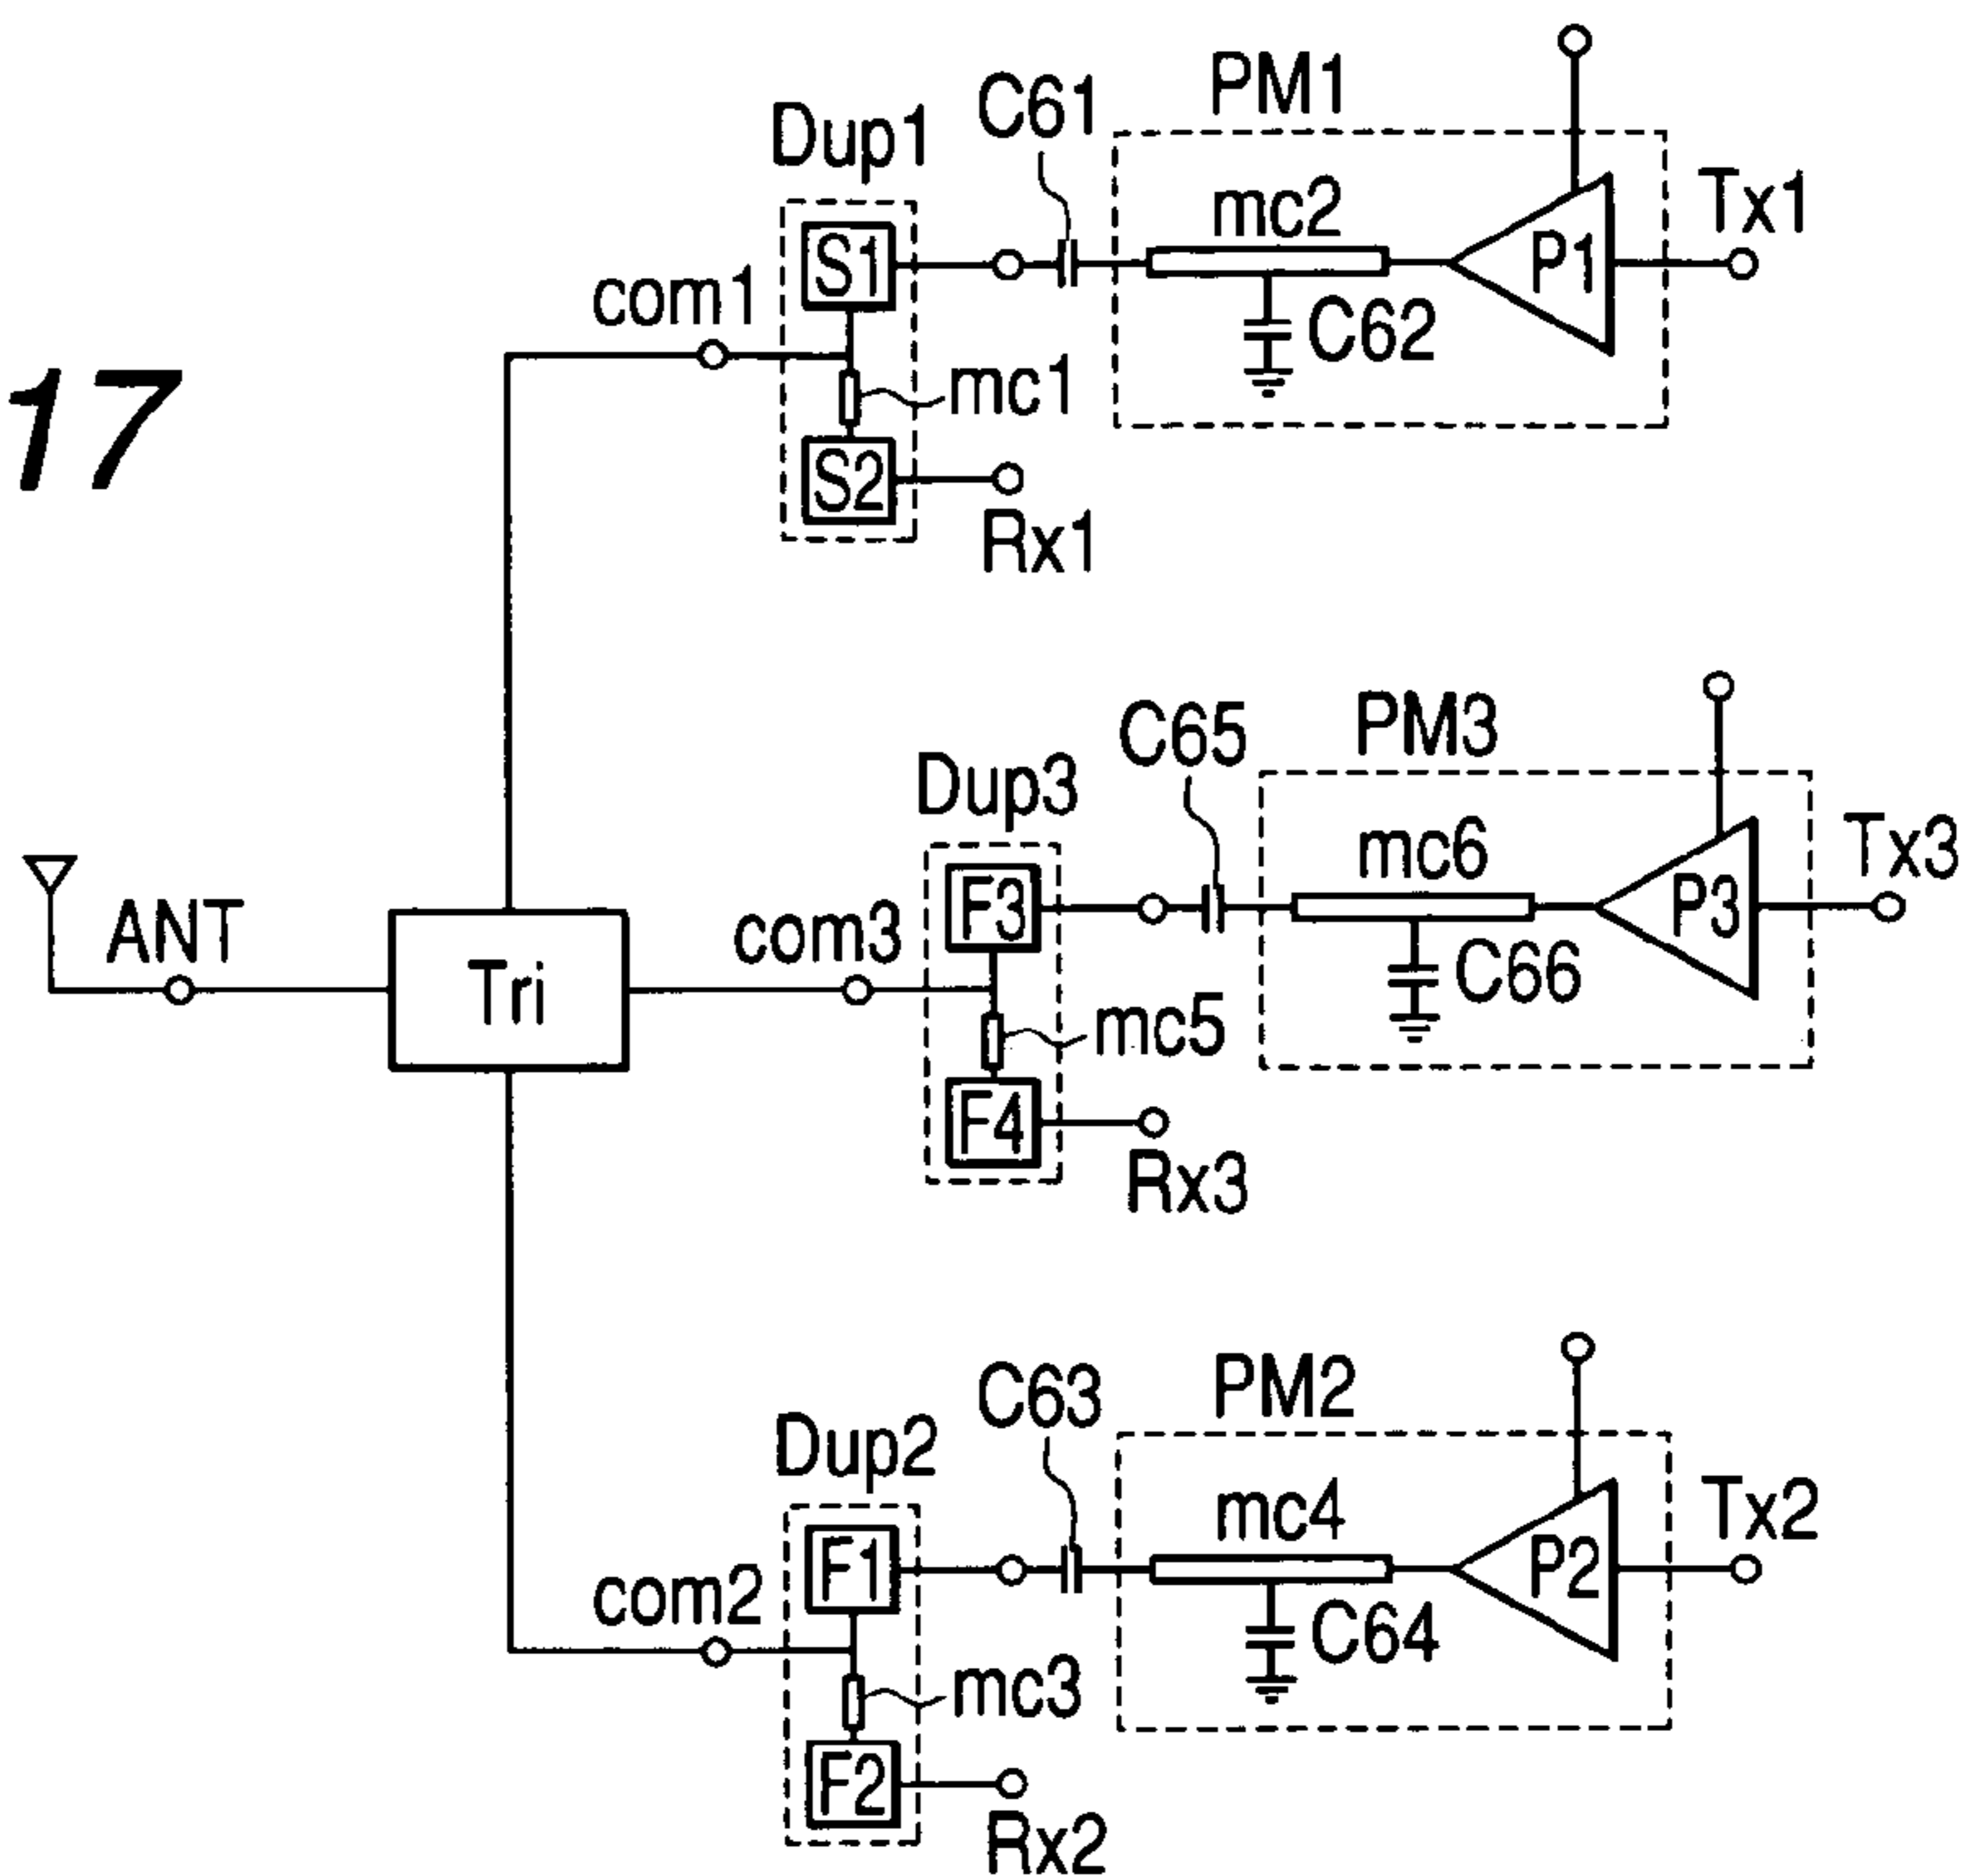 17
PM1
C61
Dup1
mc2
Tx1
S1
P1
com1
C62
mc1
S2
Rx1
PM3
C65
Dup3
mc6
Tx3
F3
P3
ANT
com3
Tri
C66
mc5
F4
Rx3
PM2
C63
Dup2
mc4
Tx2
F1
P2
com2
C64
mc3
F2
Rx2